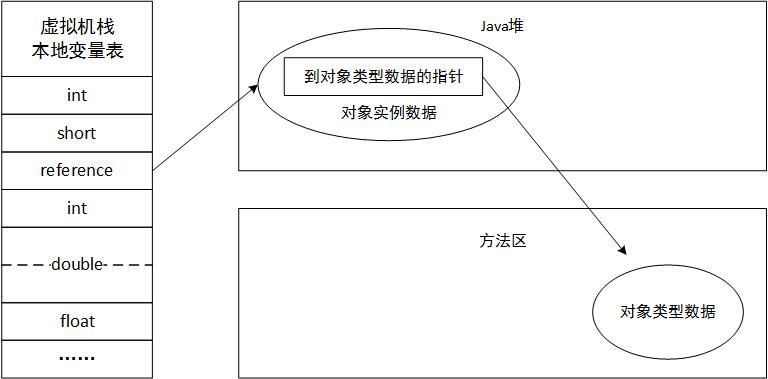 虚拟机栈
本地变量表
int
short
reference
int
double
float
……
Java堆
到对象类型数据的指针
对象实例数据
方法区
对象类型数据